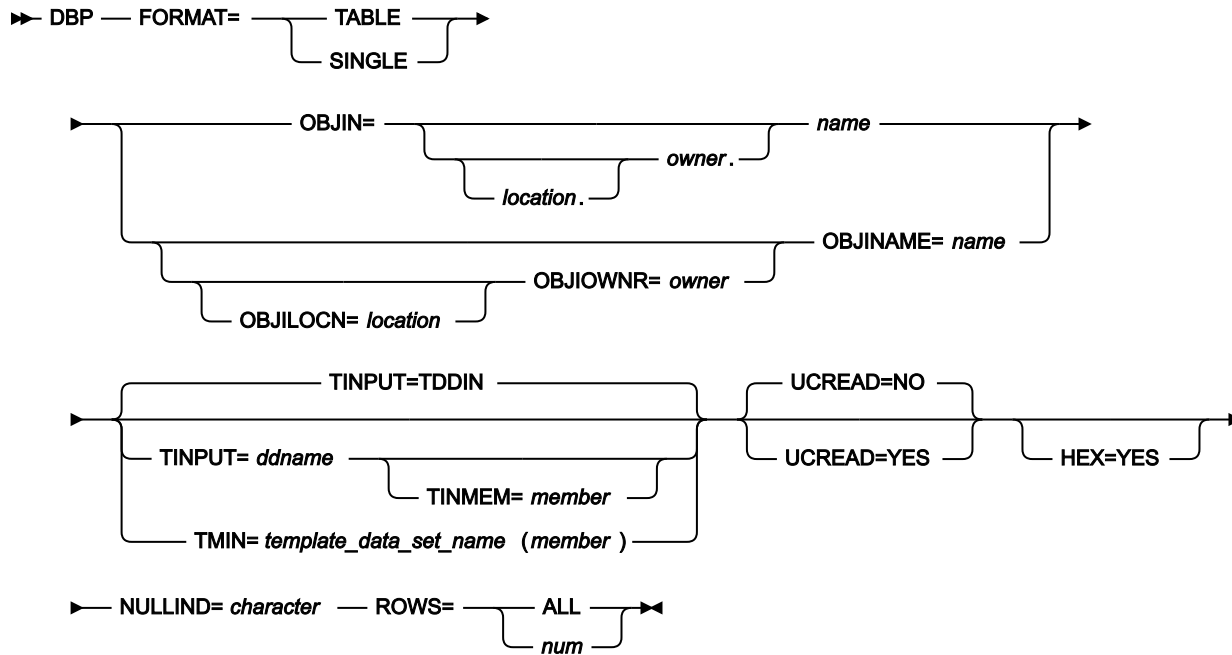 DBP FORMAT= TABLE
SINGLE
OBJIN= name
owner.
location.
OBJINAME= name
OBJIOWNR= owner
OBJILOCN= location
TINPUT=TDDIN UCREAD=NO
TINPUT= ddname UCREAD=YES HEX=YES
TINMEM= member
TMIN= template_data_set_name (member)
NULLIND= character ROWS= ALL
num